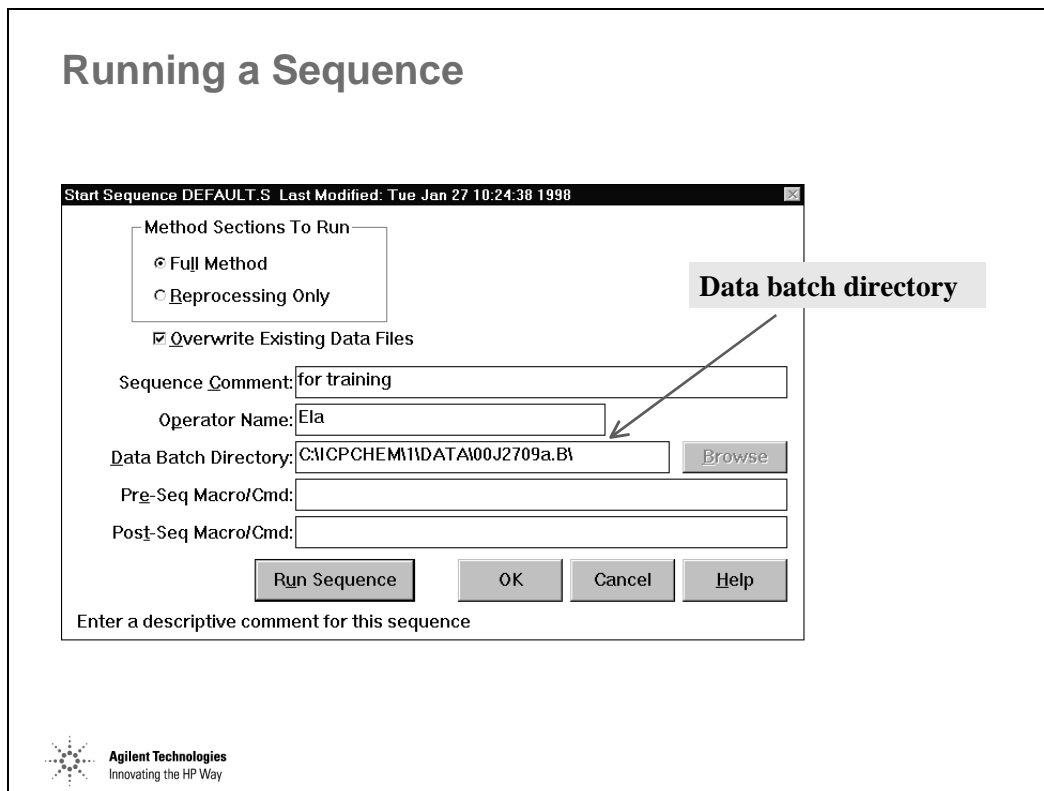 Running a Sequence
Start Sequence DEFAULT.S Last Modified: Tue Jan 27 10:24:38 1998
Method Sections To Run
Full Method
Reprocessing Only
Data batch directory
Overwrite Existing Data Files
Sequence Comment: for training
Operator Name: Ela
Data Batch Directory: C:\ICPCHEM\1\DATA\00J2709a.B\ Browse
Pre-Seq Macro/Cmd:
Post-Seq Macro/Cmd:
Run Sequence OK Cancel Help
Enter a descriptive comment for this sequence
Agilent Technologies
Innovating the HP Way